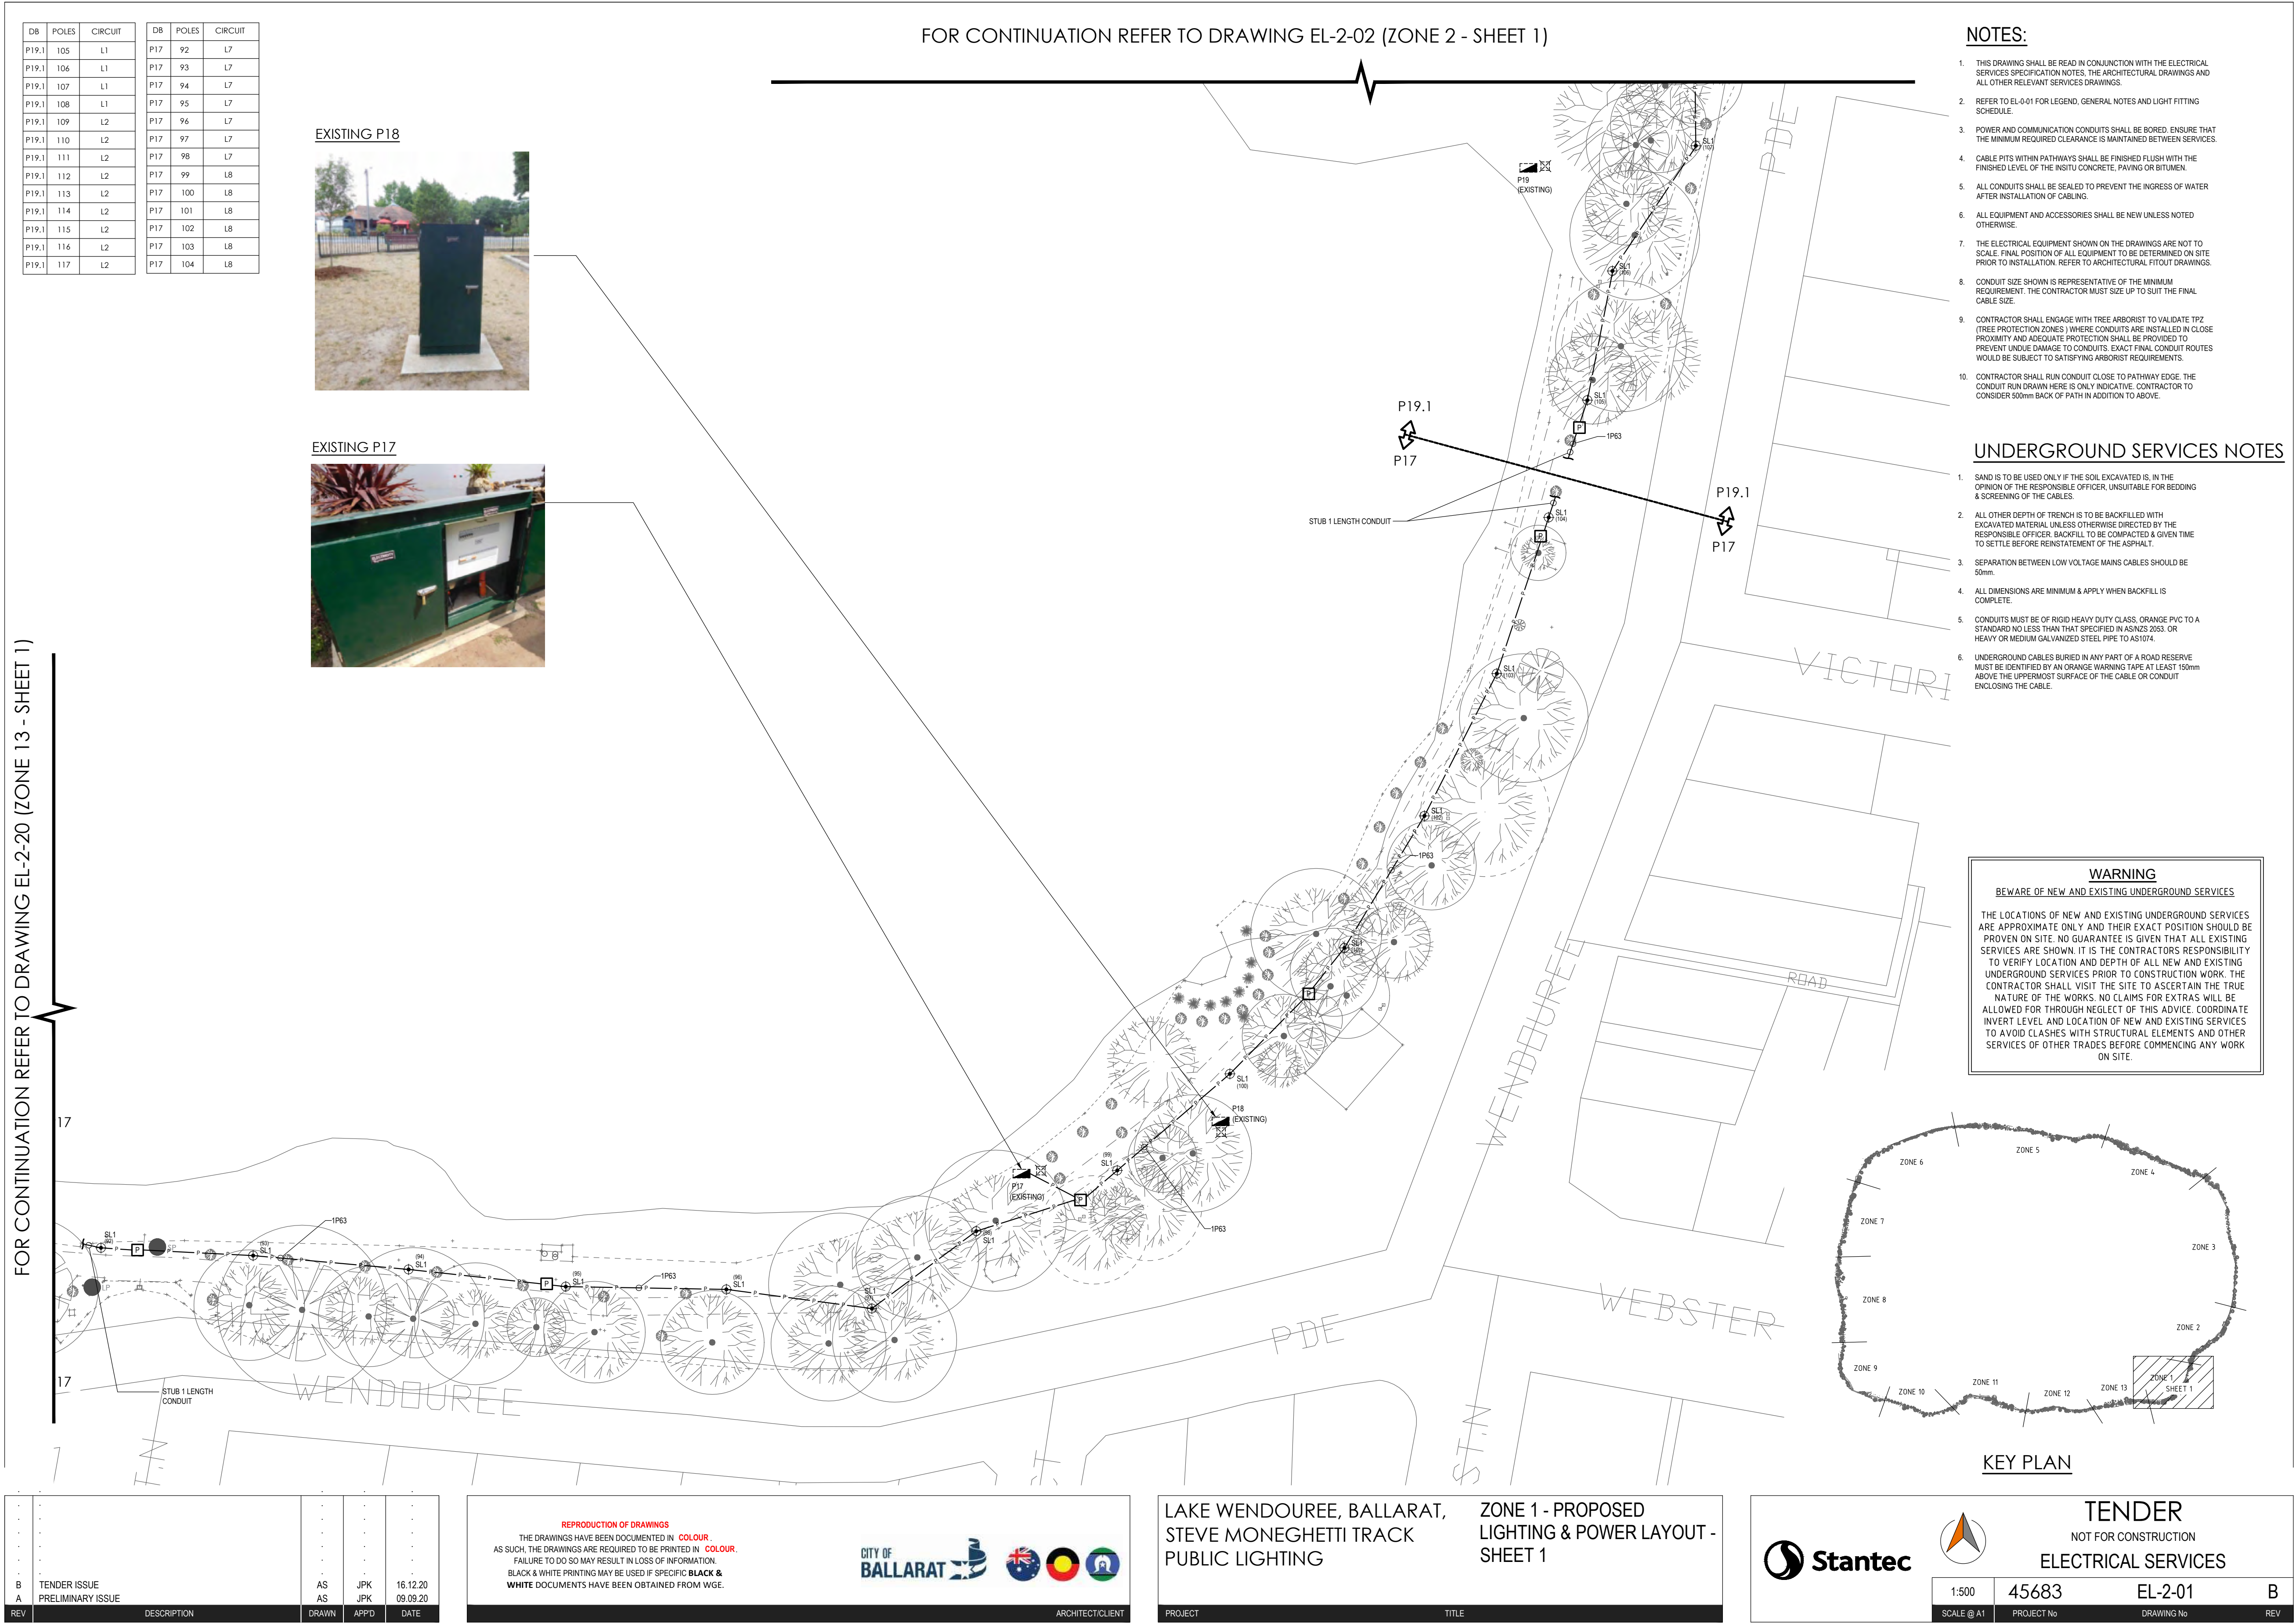 DB POLES CIRCUIT
P19.1 105 L1
P19.1 106 L1
P19.1 107 L1
P19.1 108 L1
P19.1 109 L2
P19.1 110 L2
P19.1 111 L2
P19.1 112 L2
P19.1 113 L2
P19.1 114 L2
P19.1 115 L2
P19.1 116 L2
P19.1 117 L2
DB POLES CIRCUIT
P17 92 L7
P17 93 L7
P17 94 L7
P17 95 L7
P17 96 L7
P17 97 L7
P17 98 L7
P17 99 L8
P17 100 L8
P17 101 L8
P17 102 L8
P17 103 L8
P17 104 L8
EXISTING P18
EXISTING P17
FOR CONTINUATION REFER TO DRAWING EL-2-02 (ZONE 2 - SHEET 1)
FOR CONTINUATION REFER TO DRAWING EL-2-20 (ZONE 13 - SHEET 1)
PDE
SL1
(107)
P19
(EXISTING)
SL1
(106)
SL1
(105)
P
1P63
P19.1
P17
P19.1
P17
STUB 1 LENGTH CONDUIT
SL1
(104)
P
SL1
(103)
VICTORI
SL1
(102)
1P63
SL1
P
ROAD
WENDOUREE
SL1
(100)
P18
(EXISTING)
(99)
SL1
P17
(EXISTING)
P
1P63
(98)
SL1
17
SL1
(92)
P
1P63
(93)
SL1
(94)
SL1
P
(95)
SL1
1P63
(96)
SL1
SL1
(97)
LP
17
STUB 1 LENGTH
CONDUIT
WENDOUREE
PDE
WEBSTER
ST
NOTES:
1. THIS DRAWING SHALL BE READ IN CONJUNCTION WITH THE ELECTRICAL
SERVICES SPECIFICATION NOTES, THE ARCHITECTURAL DRAWINGS AND
ALL OTHER RELEVANT SERVICES DRAWINGS.
2. REFER TO EL-0-01 FOR LEGEND, GENERAL NOTES AND LIGHT FITTING
SCHEDULE.
3. POWER AND COMMUNICATION CONDUITS SHALL BE BORED. ENSURE THAT
THE MINIMUM REQUIRED CLEARANCE IS MAINTAINED BETWEEN SERVICES.
4. CABLE PITS WITHIN PATHWAYS SHALL BE FINISHED FLUSH WITH THE
FINISHED LEVEL OF THE INSITU CONCRETE, PAVING OR BITUMEN.
5. ALL CONDUITS SHALL BE SEALED TO PREVENT THE INGRESS OF WATER
AFTER INSTALLATION OF CABLING.
6. ALL EQUIPMENT AND ACCESSORIES SHALL BE NEW UNLESS NOTED
OTHERWISE.
7. THE ELECTRICAL EQUIPMENT SHOWN ON THE DRAWINGS ARE NOT TO
SCALE. FINAL POSITION OF ALL EQUIPMENT TO BE DETERMINED ON SITE
PRIOR TO INSTALLATION. REFER TO ARCHITECTURAL FITOUT DRAWINGS.
8. CONDUIT SIZE SHOWN IS REPRESENTATIVE OF THE MINIMUM
REQUIREMENT. THE CONTRACTOR MUST SIZE UP TO SUIT THE FINAL
CABLE SIZE.
9. CONTRACTOR SHALL ENGAGE WITH TREE ARBORIST TO VALIDATE TPZ
(TREE PROTECTION ZONES ) WHERE CONDUITS ARE INSTALLED IN CLOSE
PROXIMITY AND ADEQUATE PROTECTION SHALL BE PROVIDED TO
PREVENT UNDUE DAMAGE TO CONDUITS. EXACT FINAL CONDUIT ROUTES
WOULD BE SUBJECT TO SATISFYING ARBORIST REQUIREMENTS.
10. CONTRACTOR SHALL RUN CONDUIT CLOSE TO PATHWAY EDGE. THE
CONDUIT RUN DRAWN HERE IS ONLY INDICATIVE. CONTRACTOR TO
CONSIDER 500mm BACK OF PATH IN ADDITION TO ABOVE.
UNDERGROUND SERVICES NOTES
1. SAND IS TO BE USED ONLY IF THE SOIL EXCAVATED IS, IN THE
OPINION OF THE RESPONSIBLE OFFICER, UNSUITABLE FOR BEDDING
& SCREENING OF THE CABLES.
2. ALL OTHER DEPTH OF TRENCH IS TO BE BACKFILLED WITH
EXCAVATED MATERIAL UNLESS OTHERWISE DIRECTED BY THE
RESPONSIBLE OFFICER. BACKFILL TO BE COMPACTED & GIVEN TIME
TO SETTLE BEFORE REINSTATEMENT OF THE ASPHALT.
3. SEPARATION BETWEEN LOW VOLTAGE MAINS CABLES SHOULD BE
50mm.
4. ALL DIMENSIONS ARE MINIMUM & APPLY WHEN BACKFILL IS
COMPLETE.
5. CONDUITS MUST BE OF RIGID HEAVY DUTY CLASS, ORANGE PVC TO A
STANDARD NO LESS THAN THAT SPECIFIED IN AS/NZS 2053. OR
HEAVY OR MEDIUM GALVANIZED STEEL PIPE TO AS1074.
6. UNDERGROUND CABLES BURIED IN ANY PART OF A ROAD RESERVE
MUST BE IDENTIFIED BY AN ORANGE WARNING TAPE AT LEAST 150mm
ABOVE THE UPPERMOST SURFACE OF THE CABLE OR CONDUIT
ENCLOSING THE CABLE.
WARNING
BEWARE OF NEW AND EXISTING UNDERGROUND SERVICES
THE LOCATIONS OF NEW AND EXISTING UNDERGROUND SERVICES
ARE APPROXIMATE ONLY AND THEIR EXACT POSITION SHOULD BE
PROVEN ON SITE. NO GUARANTEE IS GIVEN THAT ALL EXISTING
SERVICES ARE SHOWN. IT IS THE CONTRACTORS RESPONSIBILITY
TO VERIFY LOCATION AND DEPTH OF ALL NEW AND EXISTING
UNDERGROUND SERVICES PRIOR TO CONSTRUCTION WORK. THE
CONTRACTOR SHALL VISIT THE SITE TO ASCERTAIN THE TRUE
NATURE OF THE WORKS. NO CLAIMS FOR EXTRAS WILL BE
ALLOWED FOR THROUGH NEGLECT OF THIS ADVICE. COORDINATE
INVERT LEVEL AND LOCATION OF NEW AND EXISTING SERVICES
TO AVOID CLASHES WITH STRUCTURAL ELEMENTS AND OTHER
SERVICES OF OTHER TRADES BEFORE COMMENCING ANY WORK
ON SITE.
ZONE 5
ZONE 6
ZONE 4
ZONE 7
ZONE 3
ZONE 8
ZONE 2
ZONE 9
ZONE 1
SHEET 1
ZONE 10
ZONE 11
ZONE 12
ZONE 13
KEY PLAN
B TENDER ISSUE AS JPK 16.12.20
A PRELIMINARY ISSUE AS JPK 09.09.20
REV DESCRIPTION DRAWN APP'D DATE
REPRODUCTION OF DRAWINGS
THE DRAWINGS HAVE BEEN DOCUMENTED IN COLOUR .
AS SUCH, THE DRAWINGS ARE REQUIRED TO BE PRINTED IN COLOUR .
FAILURE TO DO SO MAY RESULT IN LOSS OF INFORMATION.
BLACK & WHITE PRINTING MAY BE USED IF SPECIFIC BLACK &
WHITE DOCUMENTS HAVE BEEN OBTAINED FROM WGE.
CITY OF
BALLARAT
ARCHITECT/CLIENT
LAKE WENDOUREE, BALLARAT,
STEVE MONEGHETTI TRACK
PUBLIC LIGHTING
PROJECT
ZONE 1 - PROPOSED
LIGHTING & POWER LAYOUT -
SHEET 1
TITLE
Stantec
TENDER
NOT FOR CONSTRUCTION
ELECTRICAL SERVICES
1:500 45683 EL-2-01 B
SCALE @ A1 PROJECT No DRAWING No REV